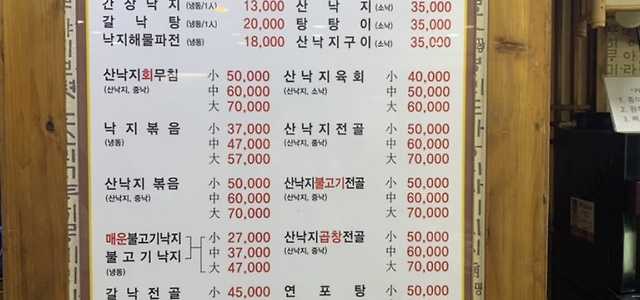 간장낙지 (냉동/1인) 13,000 산낙지 (소낙) 35,000
갈낙탕 (냉동/1인) 20,000 탕탕이 (소낙) 35,000
낙지해물파전 (냉동) 18,000 산낙지구이 (소낙) 35,000
산낙지회무침 小 50,000 산낙지육회 小 40,000
(산낙지, 중낙) 中 60,000 (산낙지, 소낙) 中 50,000
大 70,000 大 60,000
낙지볶음 小 37,000 산낙지전골 小 50,000
(냉동) 中 47,000 (산낙지, 중낙) 中 60,000
大 57,000 大 70,000
산낙지볶음 小 50,000 산낙지불고기전골 小 50,000
(산낙지, 중낙) 中 60,000 (산낙지, 중낙) 中 60,000
大 70,000 大 70,000
매운불고기낙지 小 27,000 산낙지곱창전골 小 50,000
불고기낙지 中 37,000 (산낙지, 중낙) 中 60,000
(냉동) 大 47,000 大 70,000
갈낙전골 小 45,000 연포탕 小 50,000